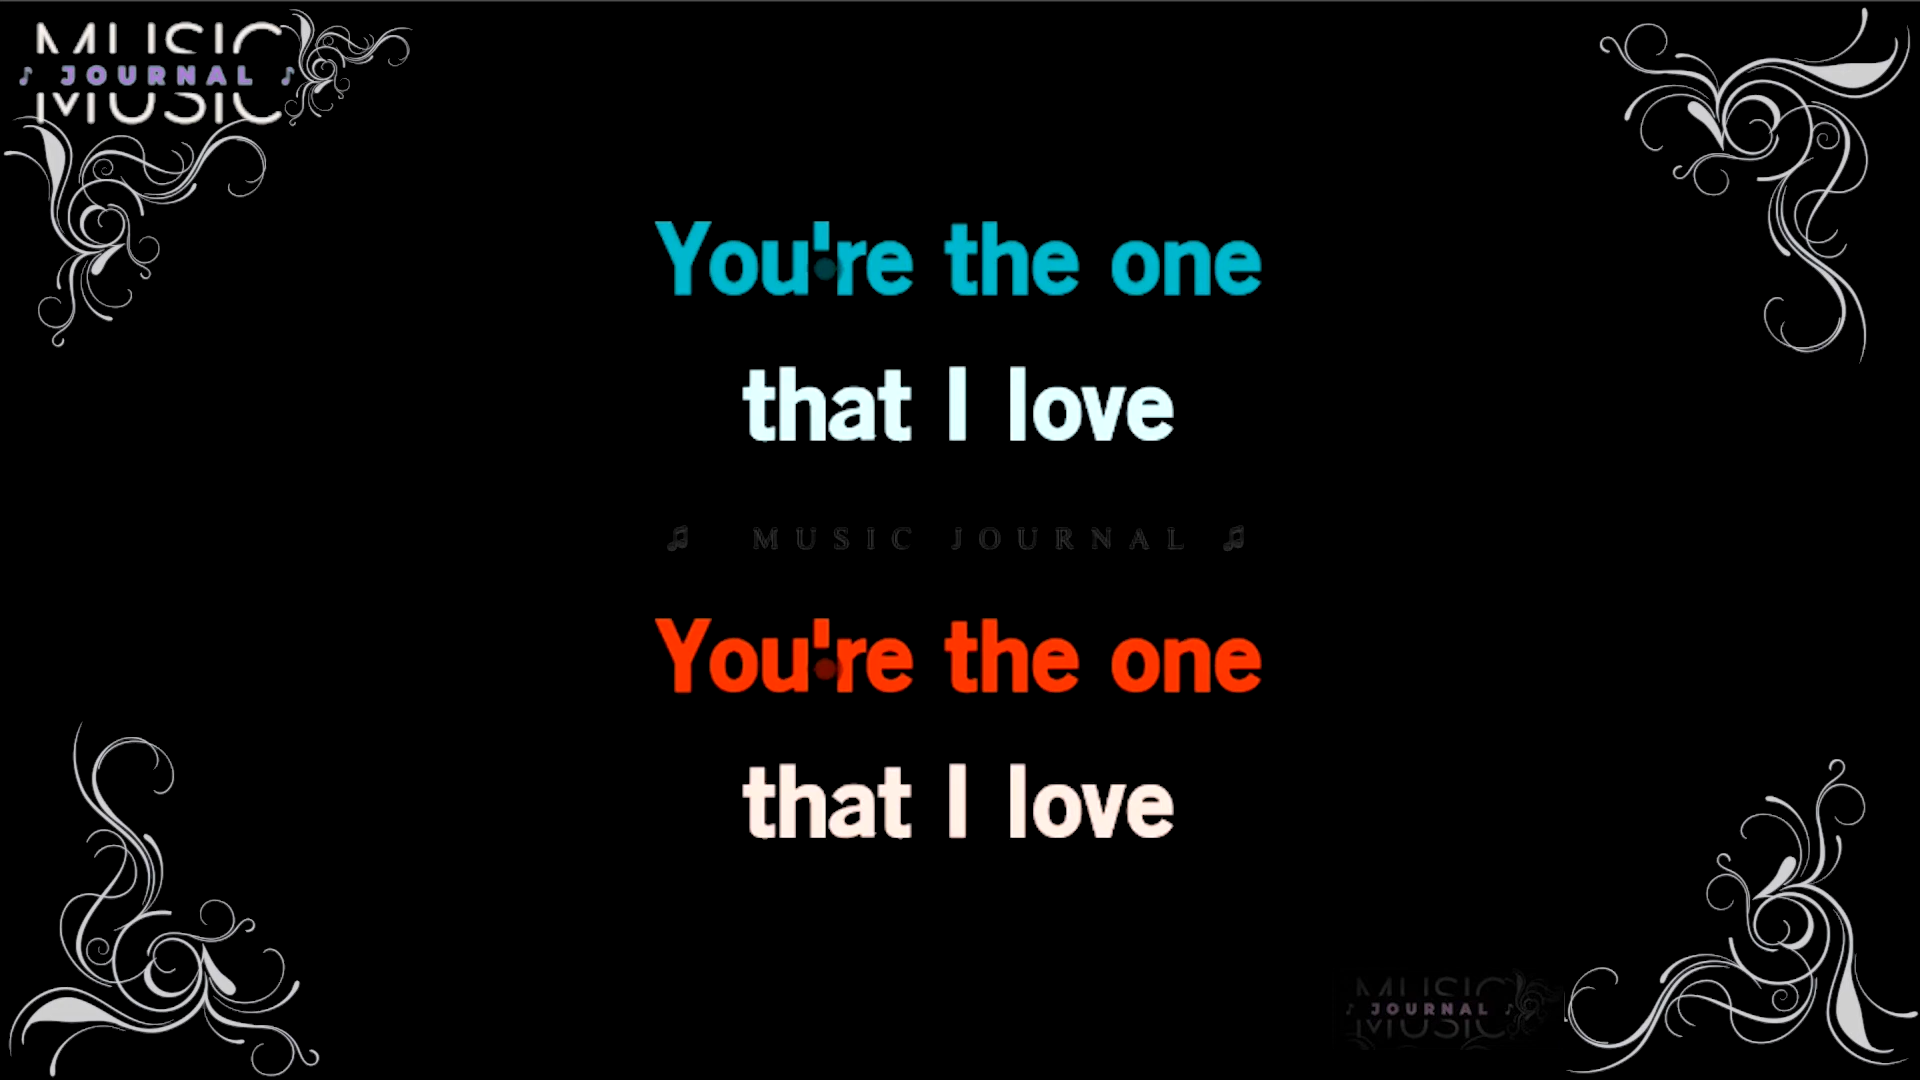 MUSIC
♪ JOURNAL ♪
MUSIC
You're the one
that I love
♫ MUSIC JOURNAL ♫
You're the one
that I love
MUSIC
♪ JOURNAL ♪
MUSIC